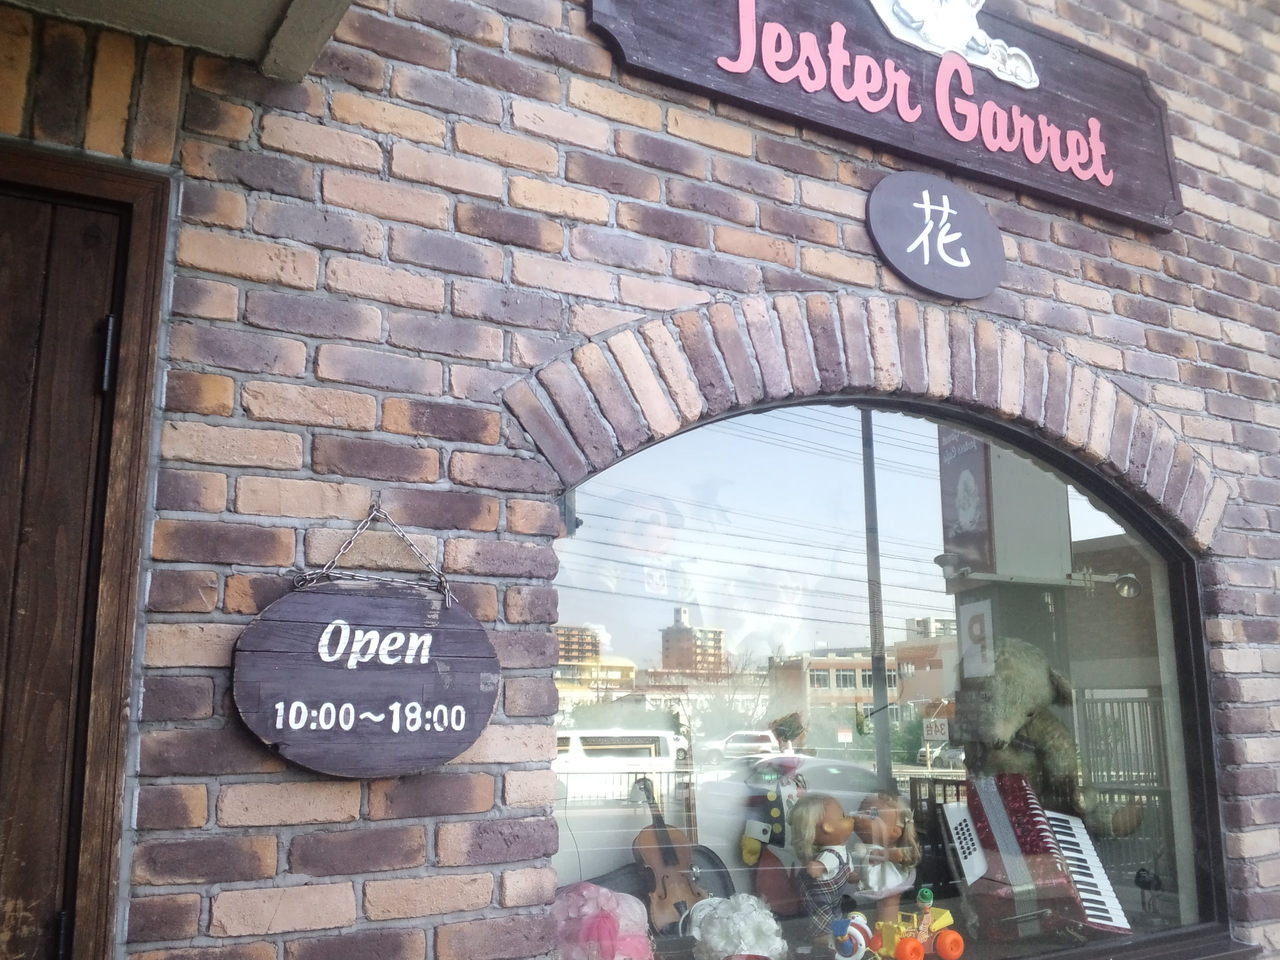 Jester Garret
花
Open
10:00~18:00